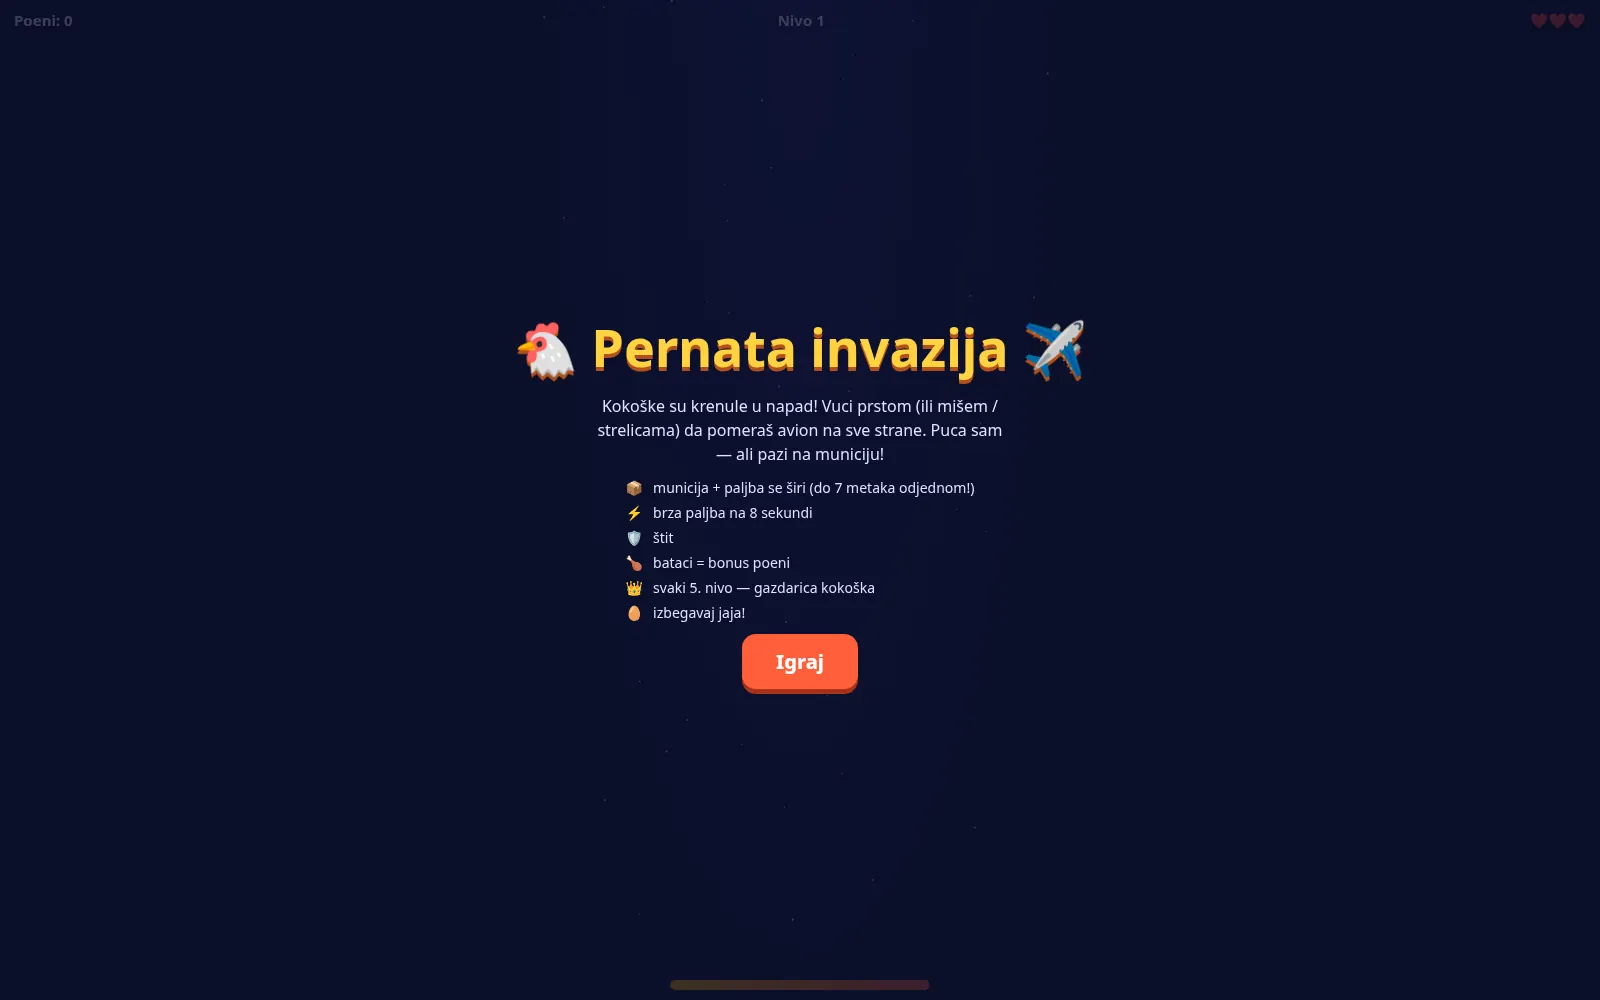 Poeni: 0
Nivo 1
Pernata invazija
Kokoške su krenule u napad! Vuci prstom (ili mišem /
strelicama) da pomeraš avion na sve strane. Puca sam
— ali pazi na municiju!
municija + paljba se širi (do 7 metaka odjednom!)
brza paljba na 8 sekundi
štit
bataci = bonus poeni
svaki 5. nivo — gazdarica kokoška
izbegavaj jaja!
Igraj